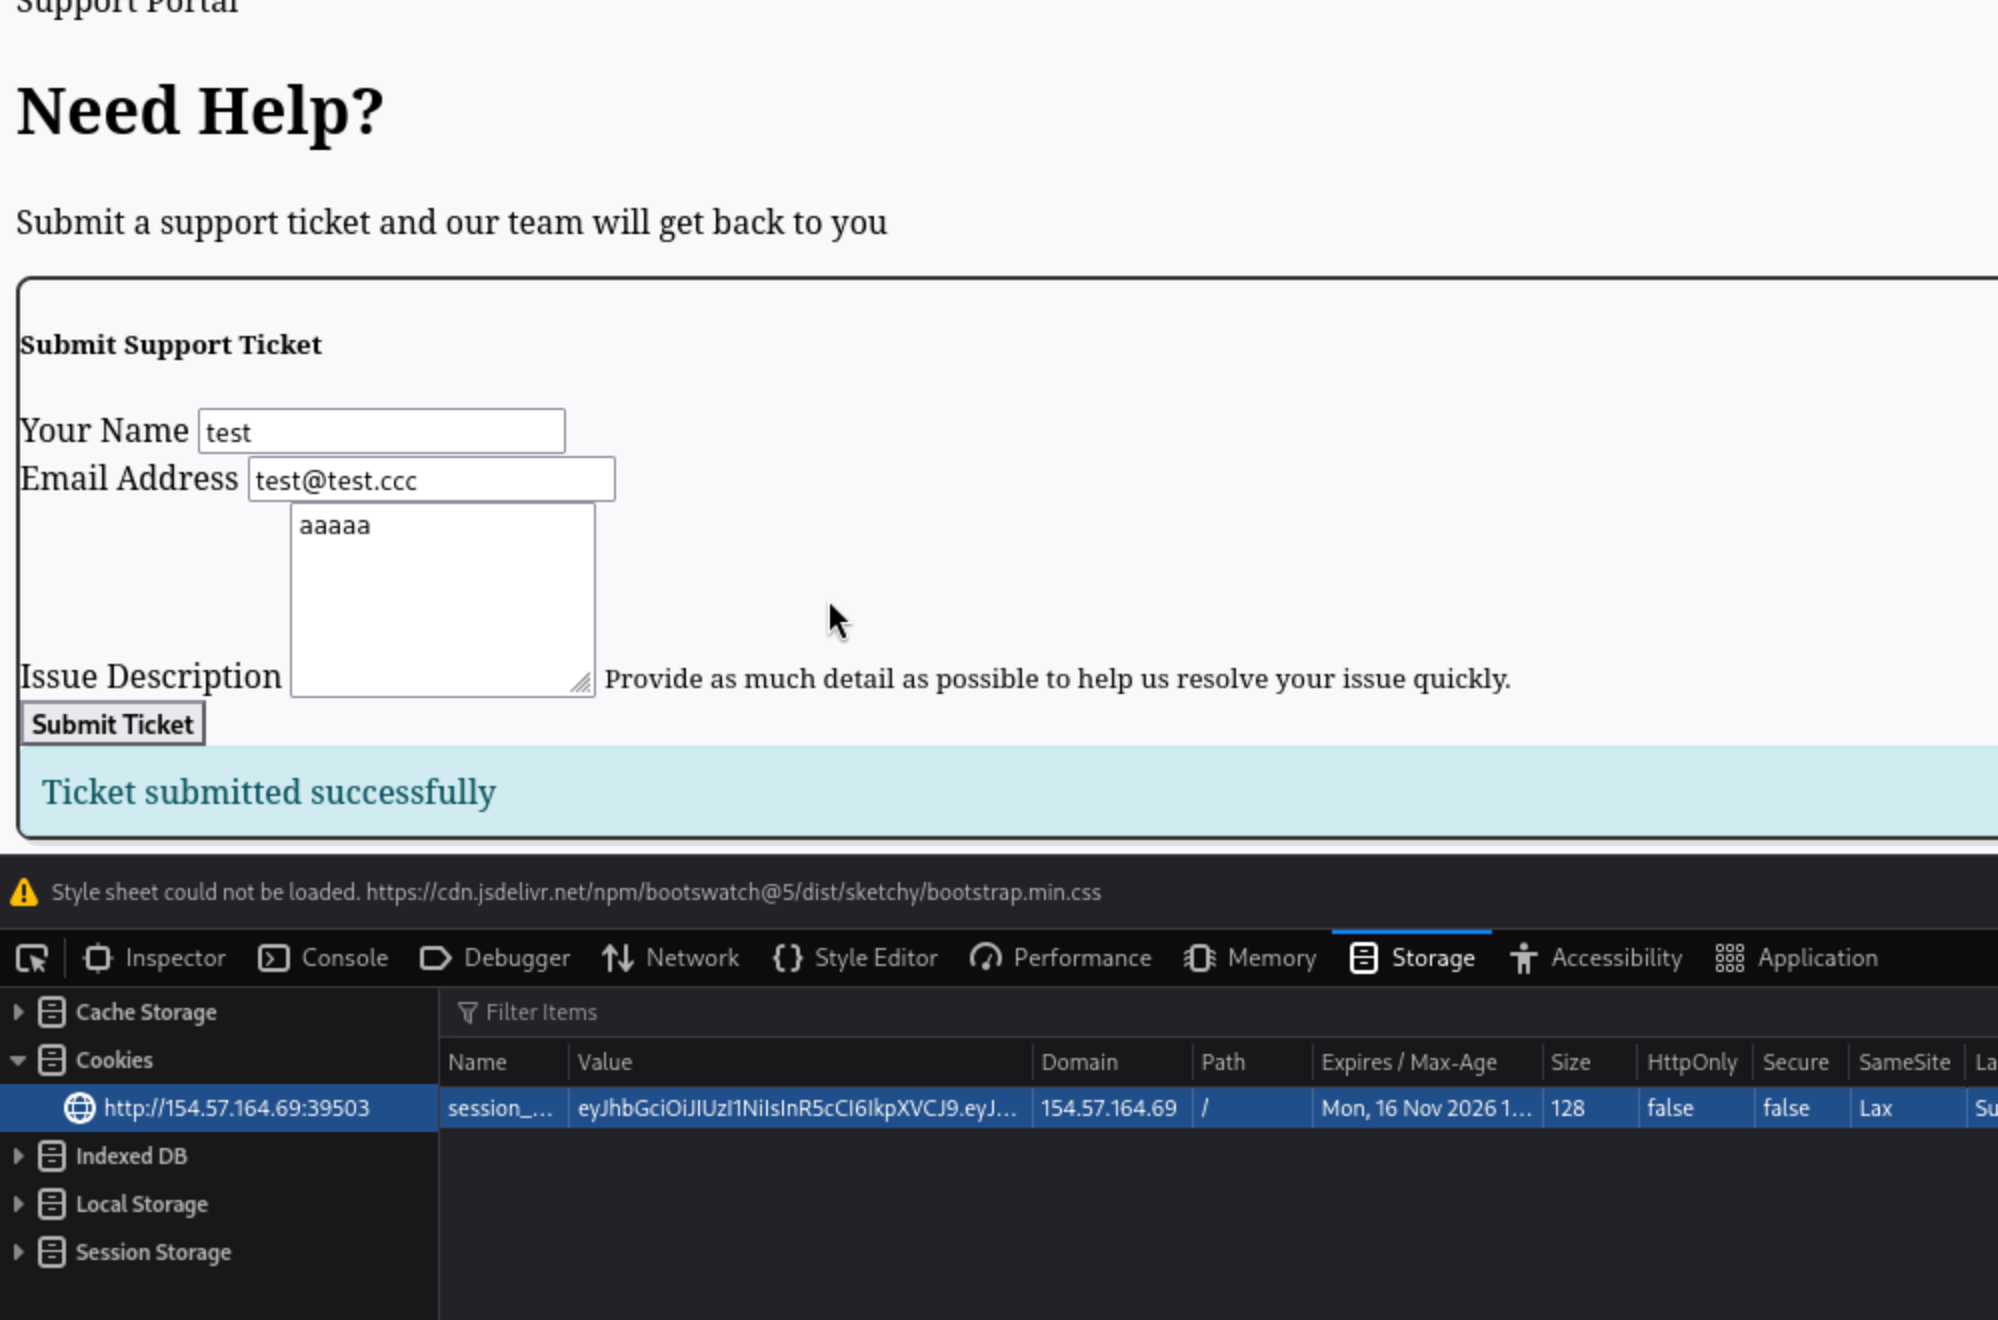 Support Portal
Need Help?
Submit a support ticket and our team will get back to you
Submit Support Ticket
Your Name test
Email Address test@test.ccc
aaaaa
Issue Description Provide as much detail as possible to help us resolve your issue quickly.
Submit Ticket
Ticket submitted successfully
Style sheet could not be loaded. https://cdn.jsdelivr.net/npm/bootswatch@5/dist/sketchy/bootstrap.min.css
Inspector Console Debugger Network Style Editor Performance Memory Storage Accessibility Application
Cache Storage Filter Items
Cookies Name Value Domain Path Expires / Max-Age Size HttpOnly Secure SameSite La
http://154.57.164.69:39503 session_... eyJhbGciOiJIUzI1NiIsInR5cCI6IkpXVCJ9.eyJ... 154.57.164.69 / Mon, 16 Nov 2026 1... 128 false false Lax Su
Indexed DB
Local Storage
Session Storage